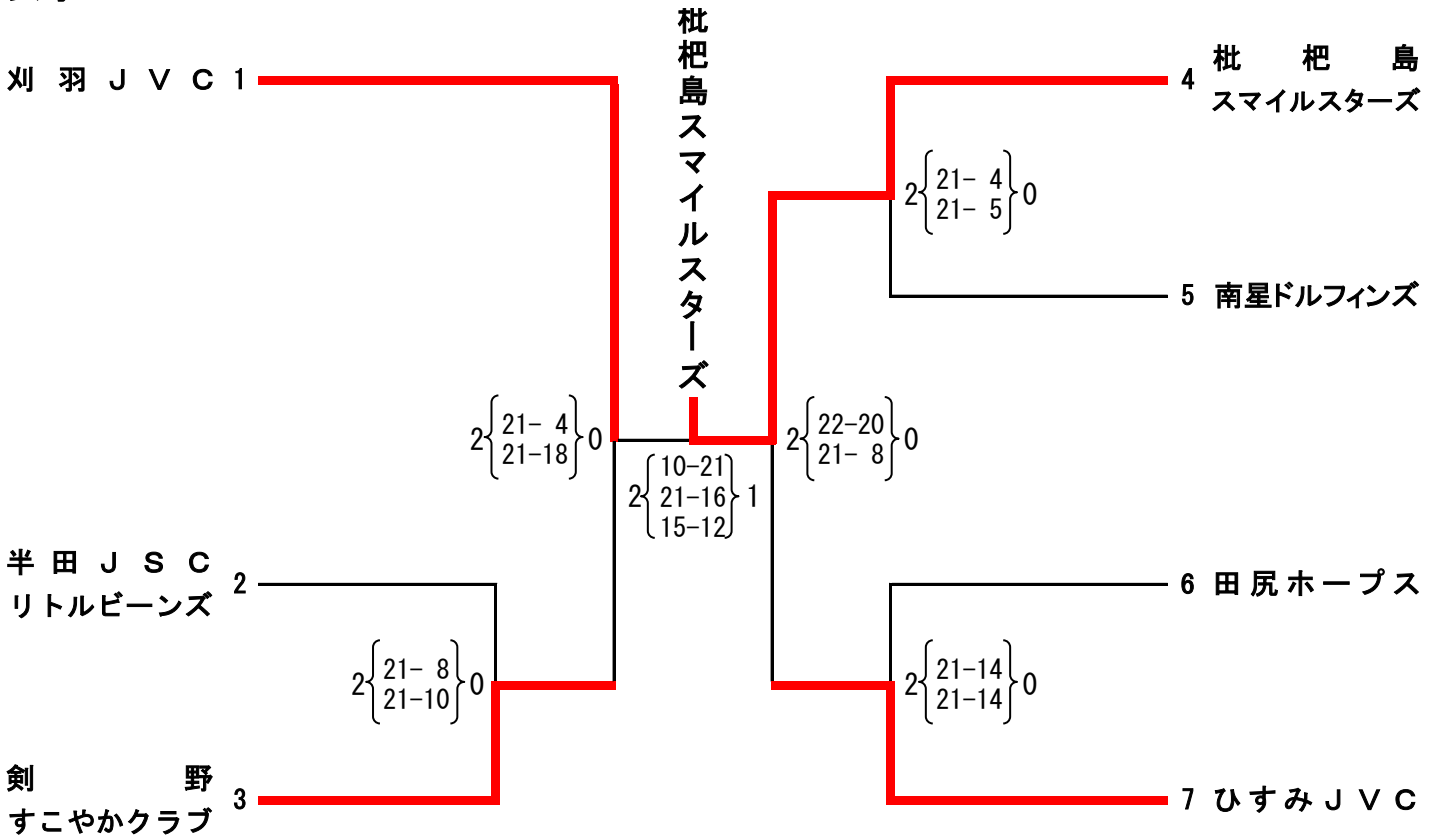 枇杷島スマイルスターズ
刈羽ＪＶＣ 1
4 枇杷島
スマイルスターズ
2 21- 4 0
21- 5
5 南星ドルフィンズ
2 21- 4 0
21-18
2 22-20 0
21- 8
2 10-21 1
21-16
15-12
半田ＪＳＣ
リトルビーンズ 2
6 田尻ホープス
2 21- 8 0
21-10
2 21-14 0
21-14
剣野
すこやかクラブ 3
7 ひすみＪＶＣ